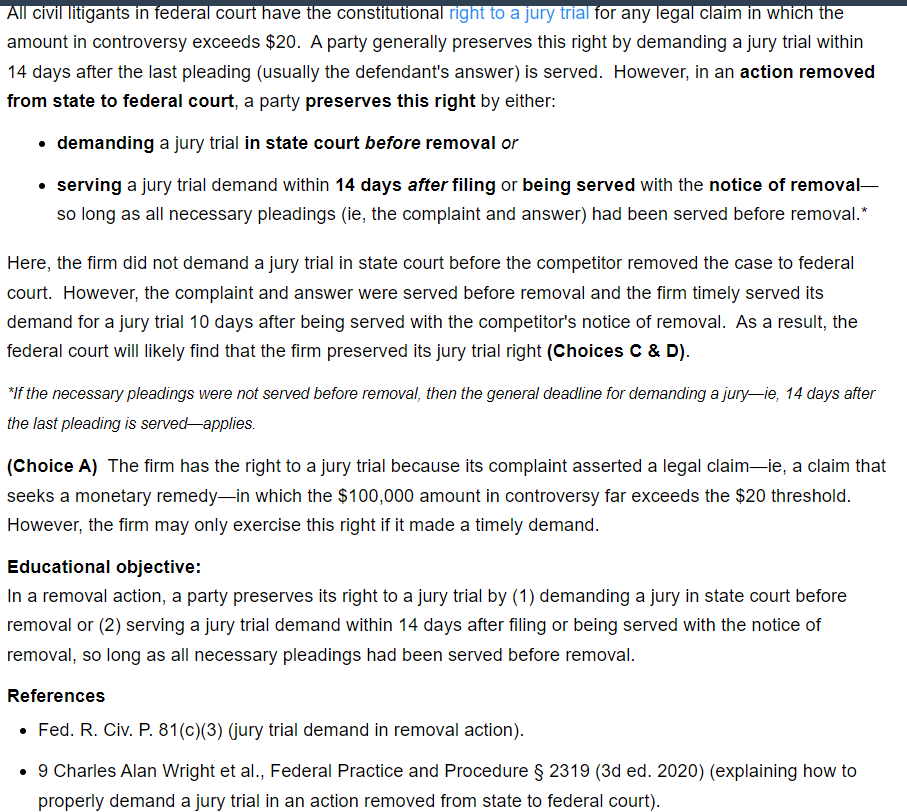 All civil litigants in federal court have the constitutional right to a jury trial for any legal claim in which the
amount in controversy exceeds $20.  A party generally preserves this right by demanding a jury trial within
14 days after the last pleading (usually the defendant's answer) is served.  However, in an action removed
from state to federal court, a party preserves this right by either:
• demanding a jury trial in state court before removal or
• serving a jury trial demand within 14 days after filing or being served with the notice of removal—
so long as all necessary pleadings (ie, the complaint and answer) had been served before removal.*
Here, the firm did not demand a jury trial in state court before the competitor removed the case to federal
court.  However, the complaint and answer were served before removal and the firm timely served its
demand for a jury trial 10 days after being served with the competitor's notice of removal.  As a result, the
federal court will likely find that the firm preserved its jury trial right (Choices C & D).
*If the necessary pleadings were not served before removal, then the general deadline for demanding a jury—ie, 14 days after
the last pleading is served—applies.
(Choice A)  The firm has the right to a jury trial because its complaint asserted a legal claim—ie, a claim that
seeks a monetary remedy—in which the $100,000 amount in controversy far exceeds the $20 threshold.
However, the firm may only exercise this right if it made a timely demand.
Educational objective:
In a removal action, a party preserves its right to a jury trial by (1) demanding a jury in state court before
removal or (2) serving a jury trial demand within 14 days after filing or being served with the notice of
removal, so long as all necessary pleadings had been served before removal.
References
• Fed. R. Civ. P. 81(c)(3) (jury trial demand in removal action).
• 9 Charles Alan Wright et al., Federal Practice and Procedure § 2319 (3d ed. 2020) (explaining how to
properly demand a jury trial in an action removed from state to federal court).